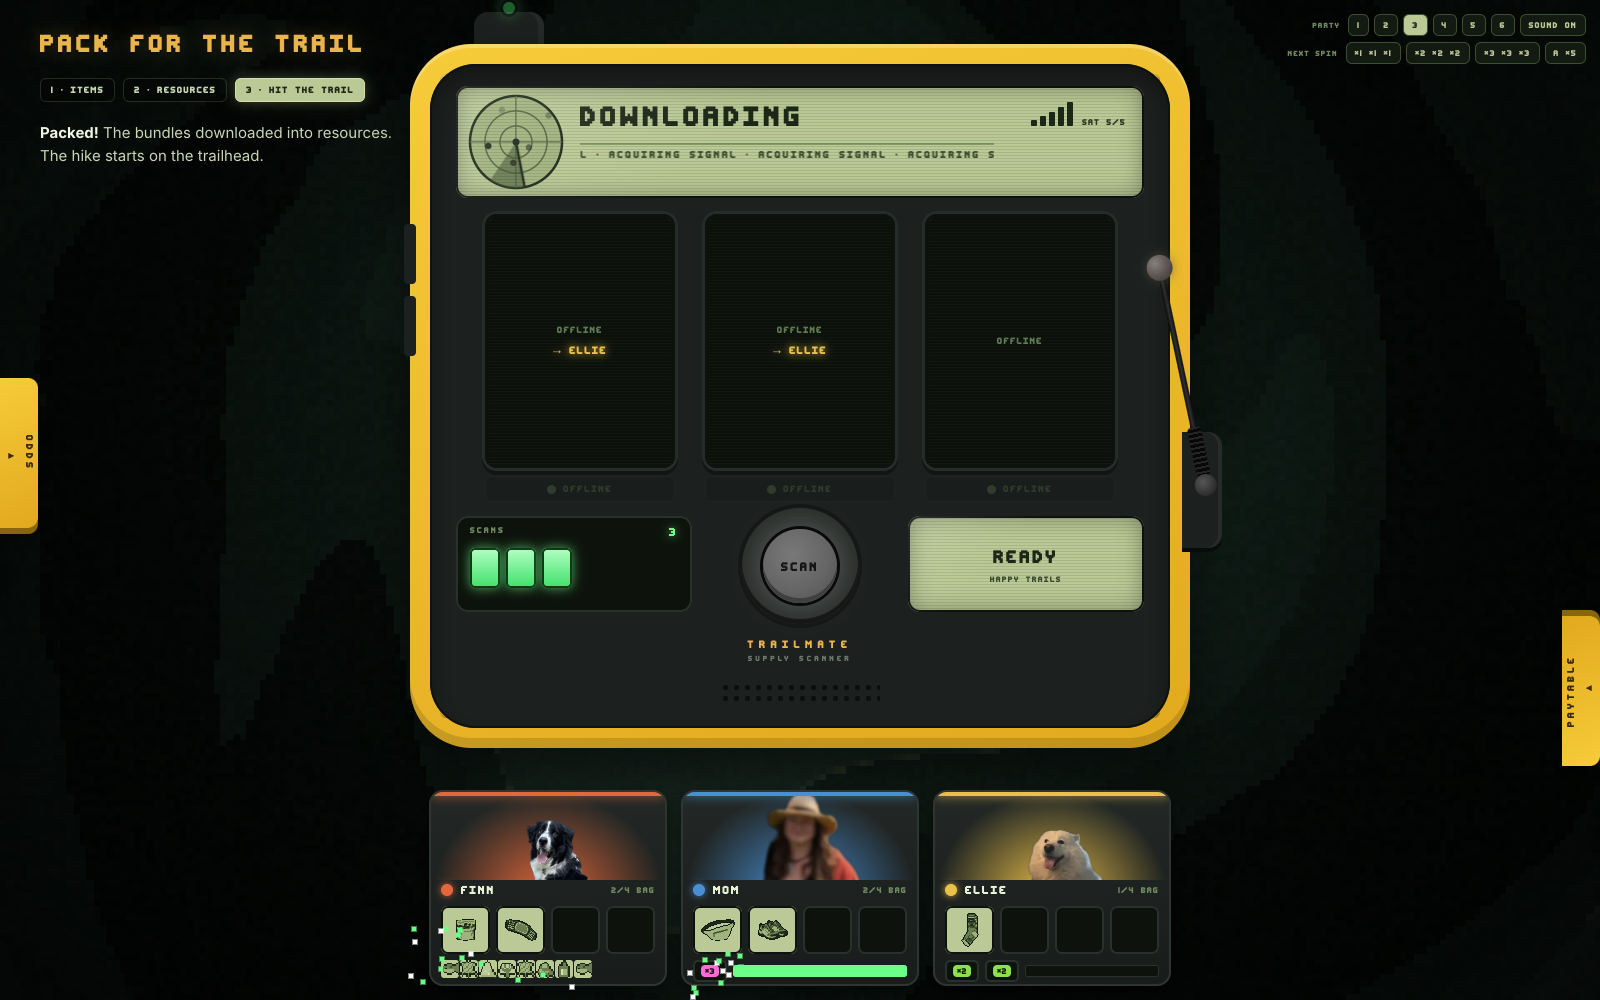 PACK FOR THE TRAIL
1 · ITEMS
2 · RESOURCES
3 · HIT THE TRAIL
Packed! The bundles downloaded into resources.
The hike starts on the trailhead.
PARTY 1 2 3 4 5 6 SOUND ON
NEXT SPIN ×1 ×1 ×1 ×2 ×2 ×2 ×3 ×3 ×3 A ×5
DOWNLOADING
SAT 5/5
L · ACQUIRING SIGNAL · ACQUIRING SIGNAL · ACQUIRING S
OFFLINE
→ ELLIE
OFFLINE
→ ELLIE
OFFLINE
OFFLINE
OFFLINE
OFFLINE
SCANS
3
SCAN
READY
HAPPY TRAILS
TRAILMATE
SUPPLY SCANNER
ODDS ▼
PAYTABLE ▲
FINN 2/4 BAG
MOM 2/4 BAG
ELLIE 1/4 BAG
×3
×2 ×2